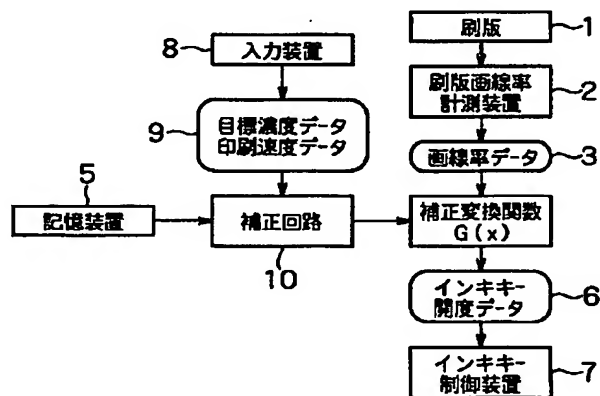 刷版
1
8
入力装置
刷版画線率
計測装置
2
9
目標濃度データ
印刷速度データ
画線率データ
3
5
記憶装置
補正回路
10
補正変換関数
G(x)
インキキー
開度データ
6
インキキー
制御装置
7